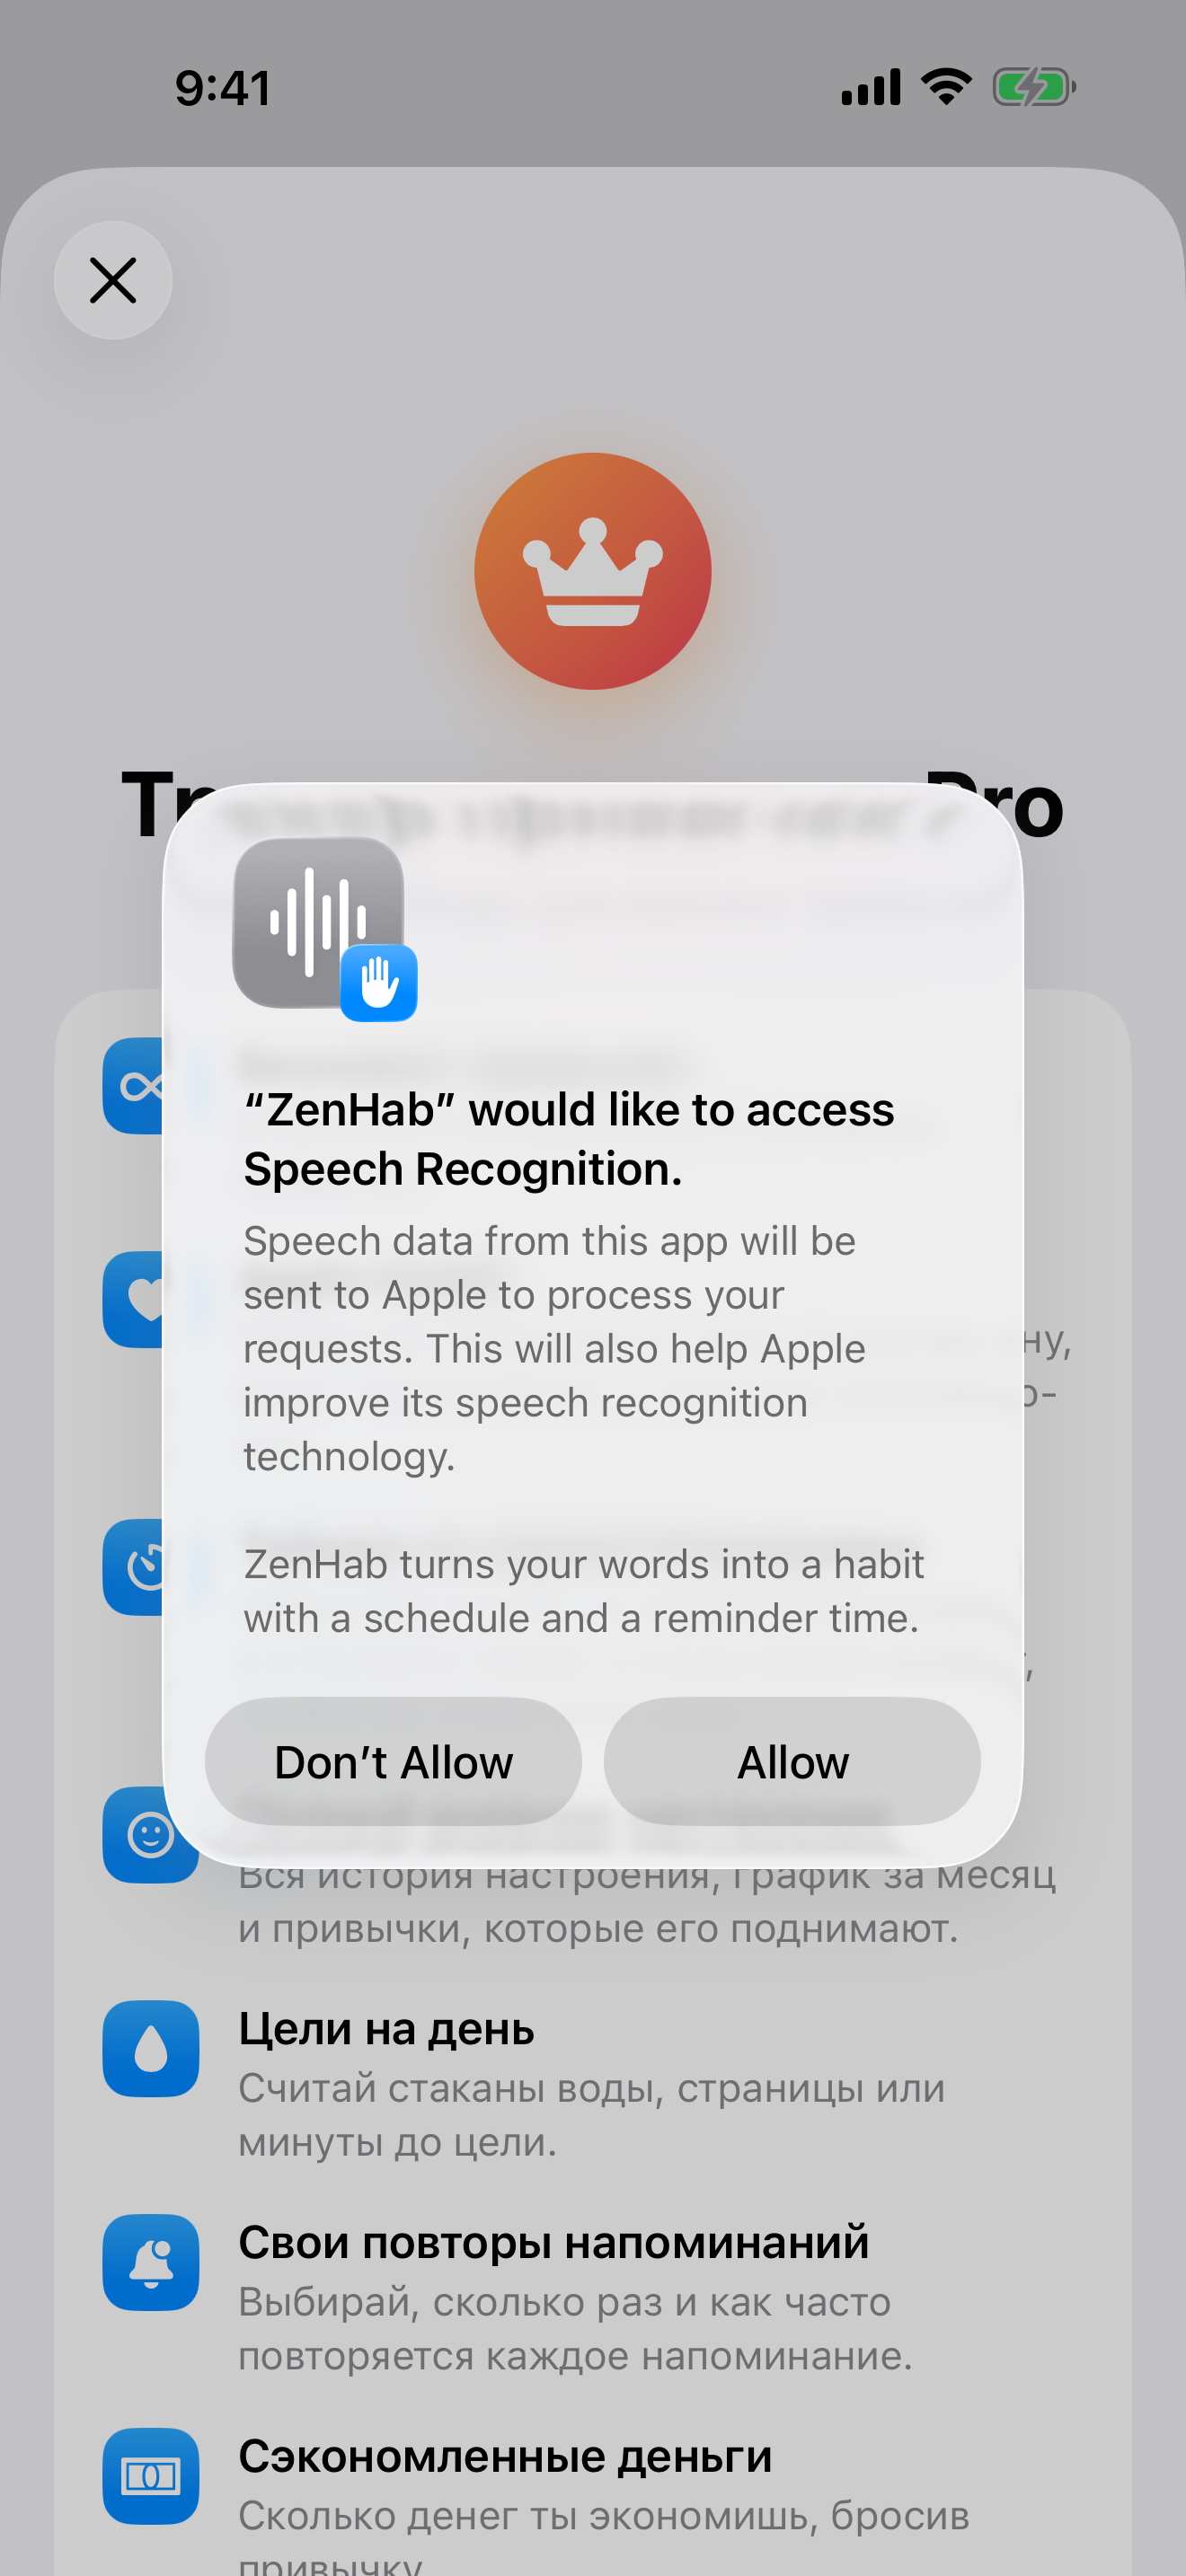 9:41
“ZenHab” would like to access
Speech Recognition.
Speech data from this app will be
sent to Apple to process your
requests. This will also help Apple
improve its speech recognition
technology.
ZenHab turns your words into a habit
with a schedule and a reminder time.
Don’t Allow
Allow
Вся история настроения, график за месяц
и привычки, которые его поднимают.
Цели на день
Считай стаканы воды, страницы или
минуты до цели.
Свои повторы напоминаний
Выбирай, сколько раз и как часто
повторяется каждое напоминание.
Сэкономленные деньги
Сколько денег ты экономишь, бросив
привычку